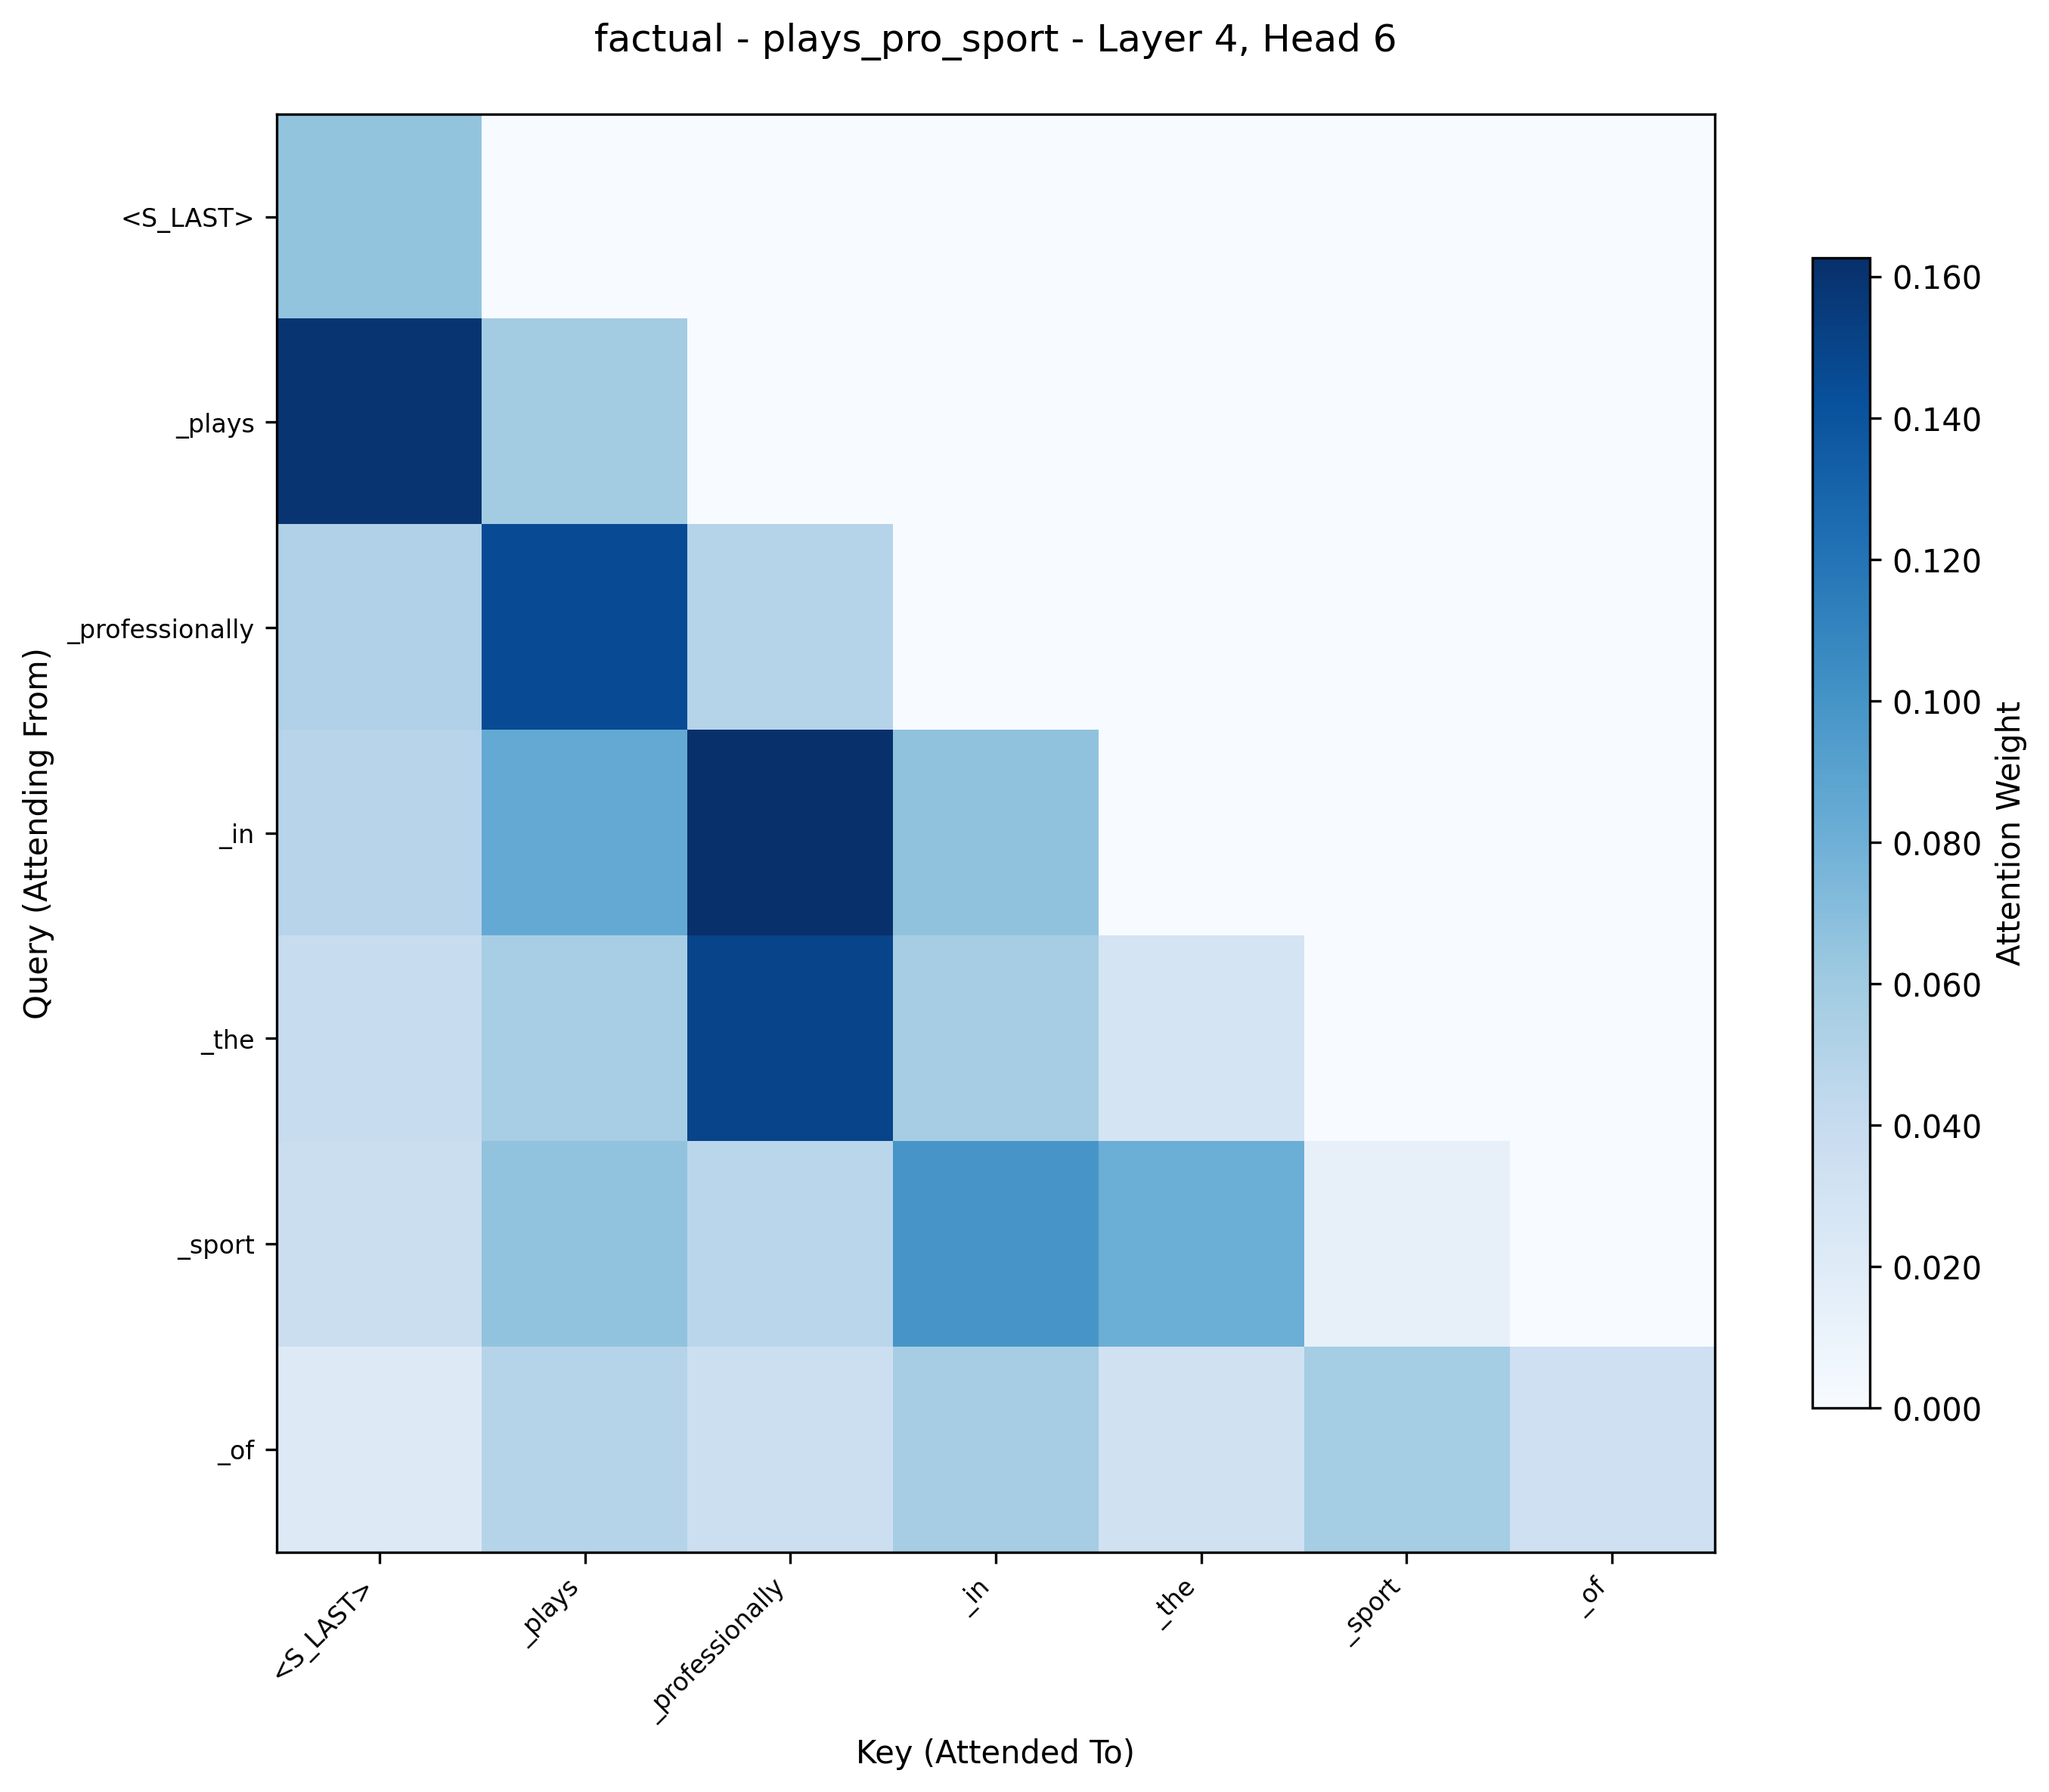 factual - plays_pro_sport - Layer 4, Head 6
Query (Attending From)
<S_LAST>
_plays
_professionally
_in
_the
_sport
_of
<S_LAST>
_plays
_professionally
_in
_the
_sport
_of
Key (Attended To)
0.160
0.140
0.120
0.100
0.080
0.060
0.040
0.020
0.000
Attention Weight